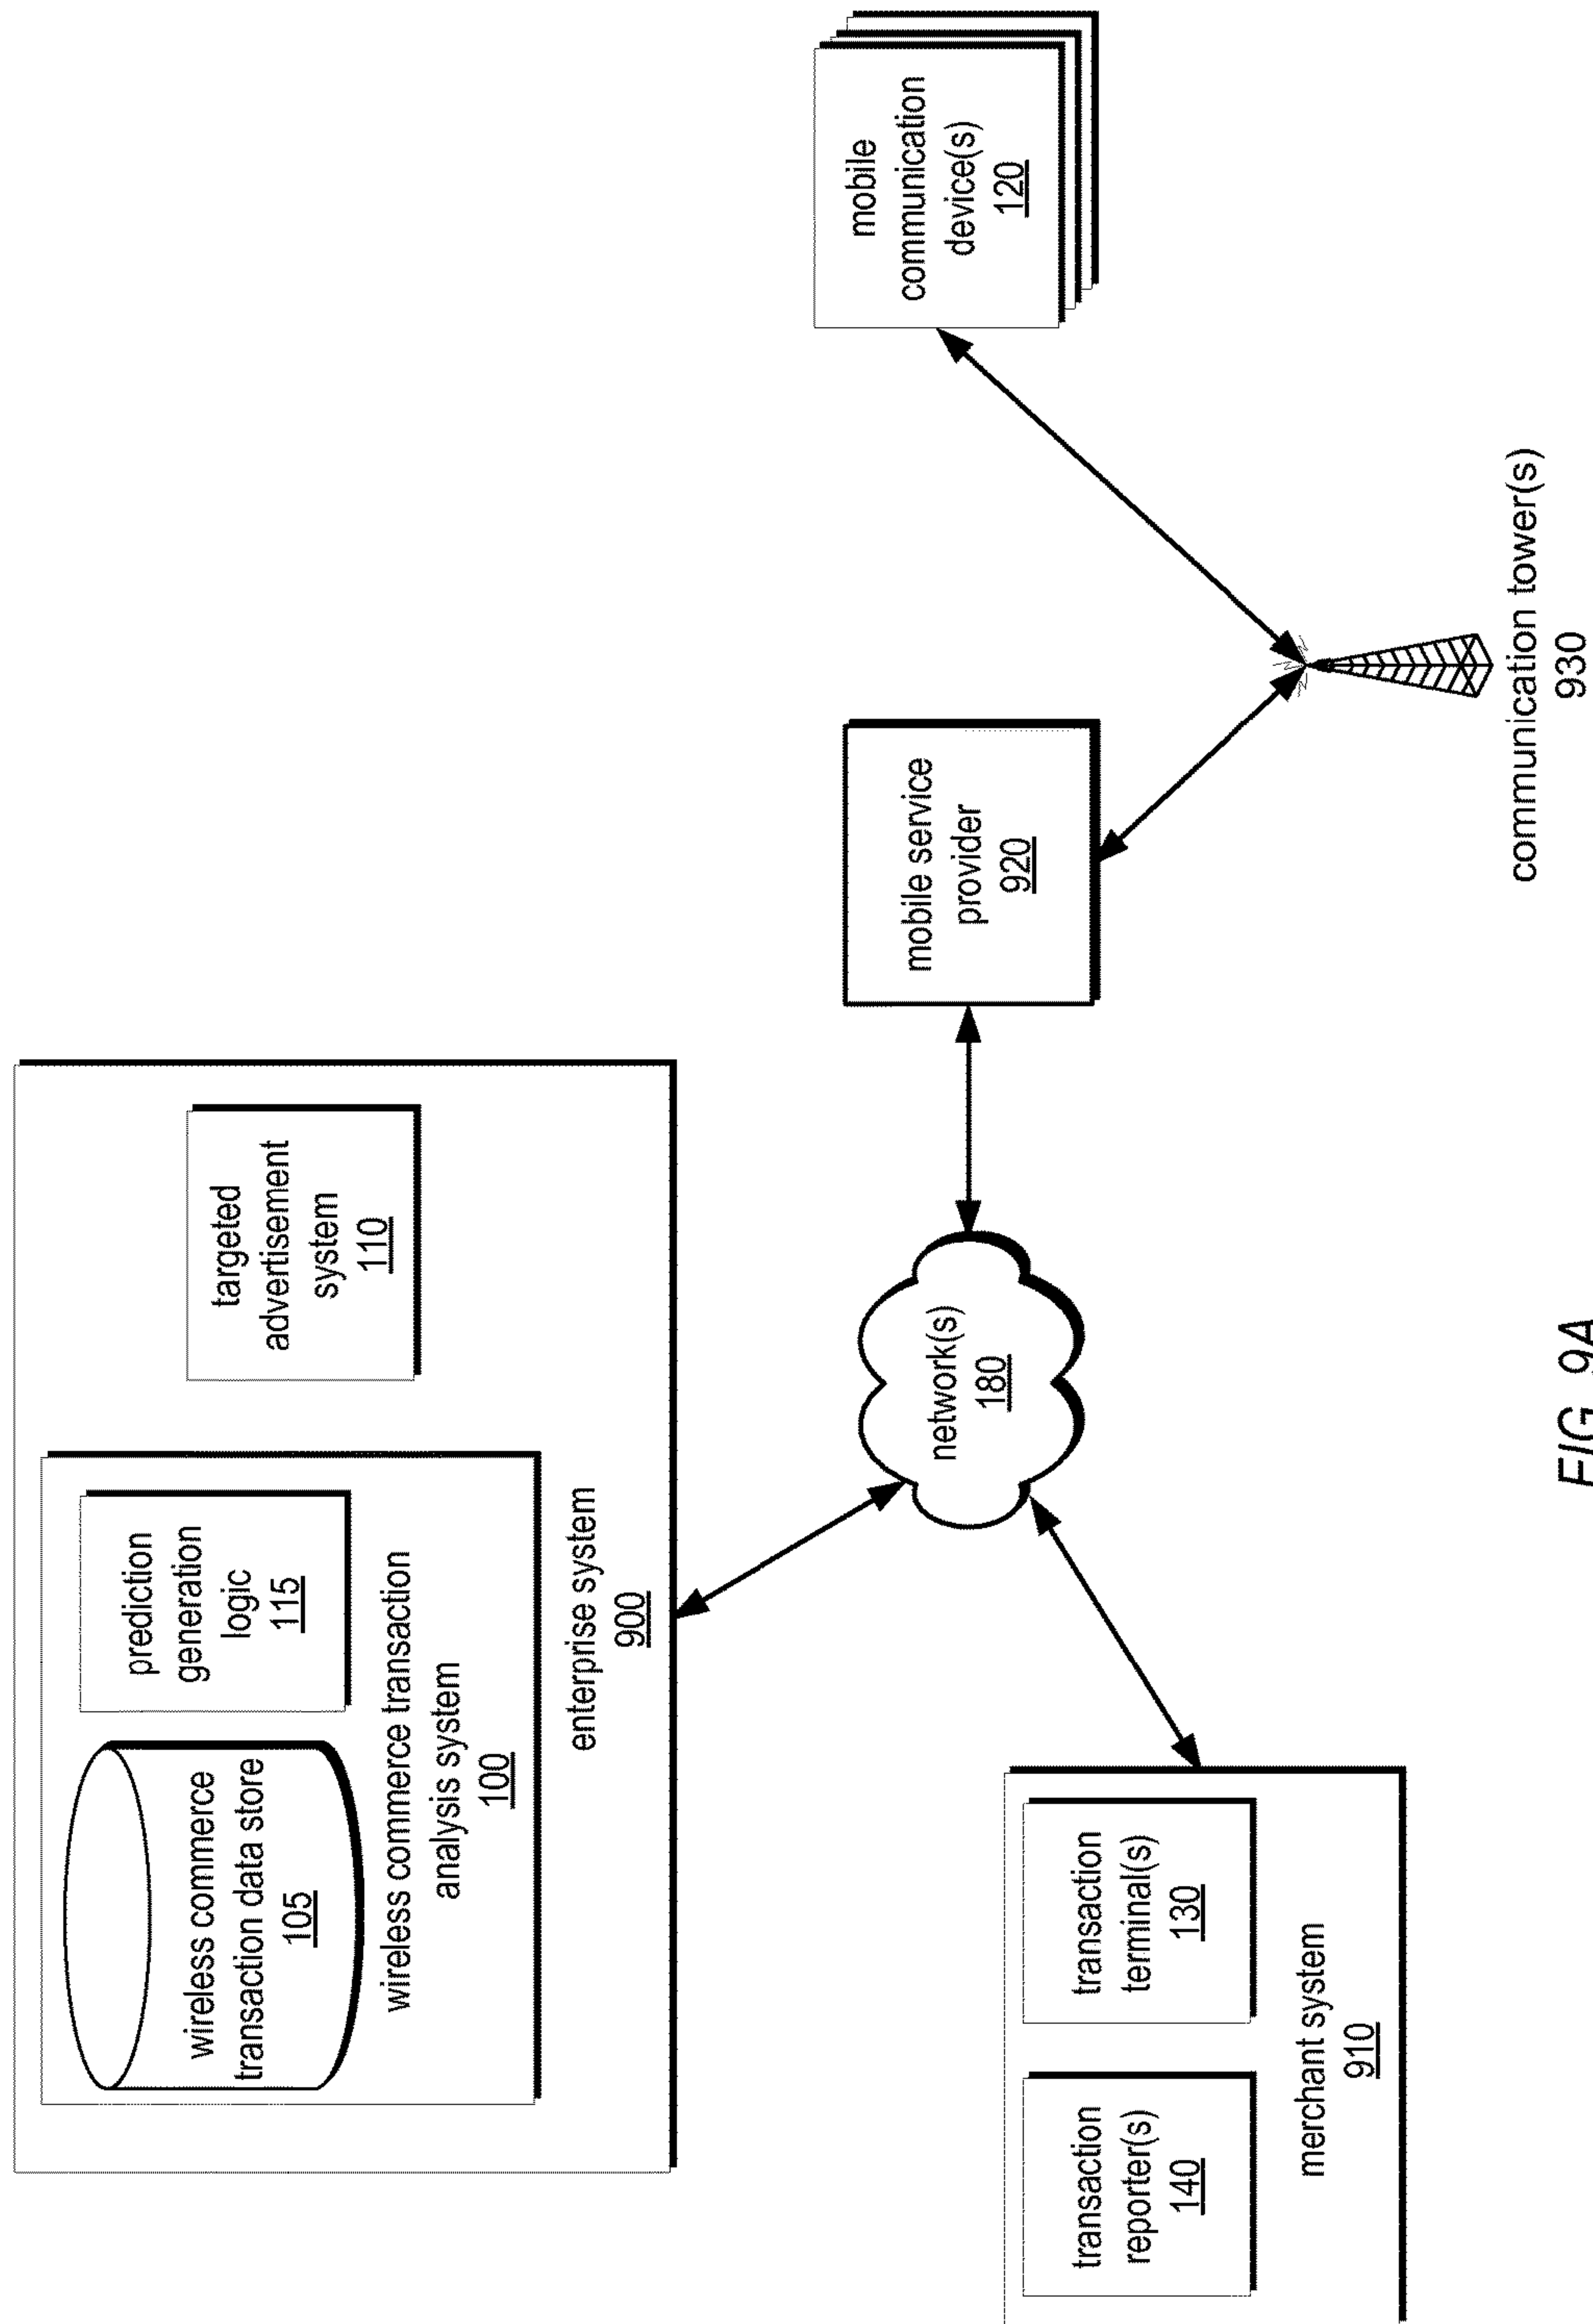 wireless commerce
transaction data store
105
prediction
generation
logic
115
wireless commerce transaction
analysis system
100
targeted
advertisement
system
110
enterprise system
900
transaction
reporter(s)
140
transaction
terminal(s)
130
merchant system
910
network(s)
180
mobile service
provider
920
mobile
communication
device(s)
120
communication tower(s)
930
FIG. 9A